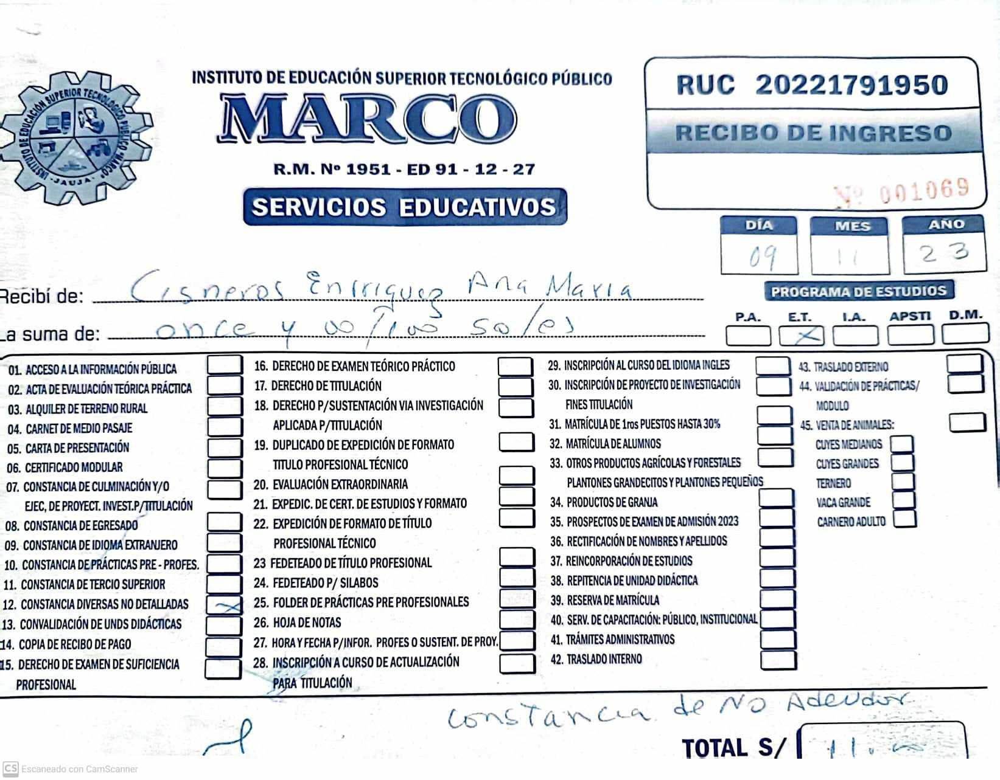 INSTITUTO DE EDUCACIÓN SUPERIOR TECNOLÓGICO PÚBLICO
MARCO
R.M. Nº 1951 - ED 91 - 12 - 27
SERVICIOS EDUCATIVOS
INSTITUTO DE EDUCACIÓN SUPERIOR TECNOLÓGICO PÚBLICO "MARCO"
- JAUJA -
RUC 20221791950
RECIBO DE INGRESO
Nº 001069
DÍA MES AÑO
09 11 23
Recibí de: Cisneros Enrriquez Ana Maria
La suma de: once y 00/100 soles
PROGRAMA DE ESTUDIOS
P.A. E.T. I.A. APSTI D.M.
X
01. ACCESO A LA INFORMACIÓN PÚBLICA
02. ACTA DE EVALUACIÓN TEÓRICA PRÁCTICA
03. ALQUILER DE TERRENO RURAL
04. CARNET DE MEDIO PASAJE
05. CARTA DE PRESENTACIÓN
06. CERTIFICADO MODULAR
07. CONSTANCIA DE CULMINACIÓN Y/O
EJEC, DE PROYECT. INVEST.P/TITULACIÓN
08. CONSTANCIA DE EGRESADO
09. CONSTANCIA DE IDIOMA EXTRANJERO
10. CONSTANCIA DE PRÁCTICAS PRE - PROFES.
11. CONSTANCIA DE TERCIO SUPERIOR
12. CONSTANCIA DIVERSAS NO DETALLADAS X
13. CONVALIDACIÓN DE UNDS DIDÁCTICAS
14. COPIA DE RECIBO DE PAGO
15. DERECHO DE EXAMEN DE SUFICIENCIA
PROFESIONAL
16. DERECHO DE EXAMEN TEÓRICO PRÁCTICO
17. DERECHO DE TITULACIÓN
18. DERECHO P/SUSTENTACIÓN VIA INVESTIGACIÓN
APLICADA P/TITULACIÓN
19. DUPLICADO DE EXPEDICIÓN DE FORMATO
TITULO PROFESIONAL TÉCNICO
20. EVALUACIÓN EXTRAORDINARIA
21. EXPEDIC. DE CERT. DE ESTUDIOS Y FORMATO
22. EXPEDICIÓN DE FORMATO DE TÍTULO
PROFESIONAL TÉCNICO
23 FEDETEADO DE TÍTULO PROFESIONAL
24. FEDETEADO P/ SILABOS
25. FOLDER DE PRÁCTICAS PRE PROFESIONALES
26. HOJA DE NOTAS
27. HORA Y FECHA P/INFOR. PROFES O SUSTENT. DE PROY.
28. INSCRIPCIÓN A CURSO DE ACTUALIZACIÓN
PARA TITULACIÓN
29. INSCRIPCIÓN AL CURSO DEL IDIOMA INGLES
30. INSCRIPCIÓN DE PROYECTO DE INVESTIGACIÓN
FINES TITULACIÓN
31. MATRÍCULA DE 1ros PUESTOS HASTA 30%
32. MATRÍCULA DE ALUMNOS
33. OTROS PRODUCTOS AGRÍCOLAS Y FORESTALES
PLANTONES GRANDECITOS Y PLANTONES PEQUEÑOS
34. PRODUCTOS DE GRANJA
35. PROSPECTOS DE EXAMEN DE ADMISIÓN 2023
36. RECTIFICACIÓN DE NOMBRES Y APELLIDOS
37. REINCORPORACIÓN DE ESTUDIOS
38. REPITENCIA DE UNIDAD DIDÁCTICA
39. RESERVA DE MATRÍCULA
40. SERV. DE CAPACITACIÓN: PÚBLICO, INSTITUCIONAL
41. TRÁMITES ADMINISTRATIVOS
42. TRASLADO INTERNO
43. TRASLADO EXTERNO
44. VALIDACIÓN DE PRÁCTICAS/
MODULO
45. VENTA DE ANIMALES:
CUYES MEDIANOS
CUYES GRANDES
TERNERO
VACA GRANDE
CARNERO ADULTO
constancia de No Adeudor
TOTAL S/ 11.00
CS Escaneado con CamScanner